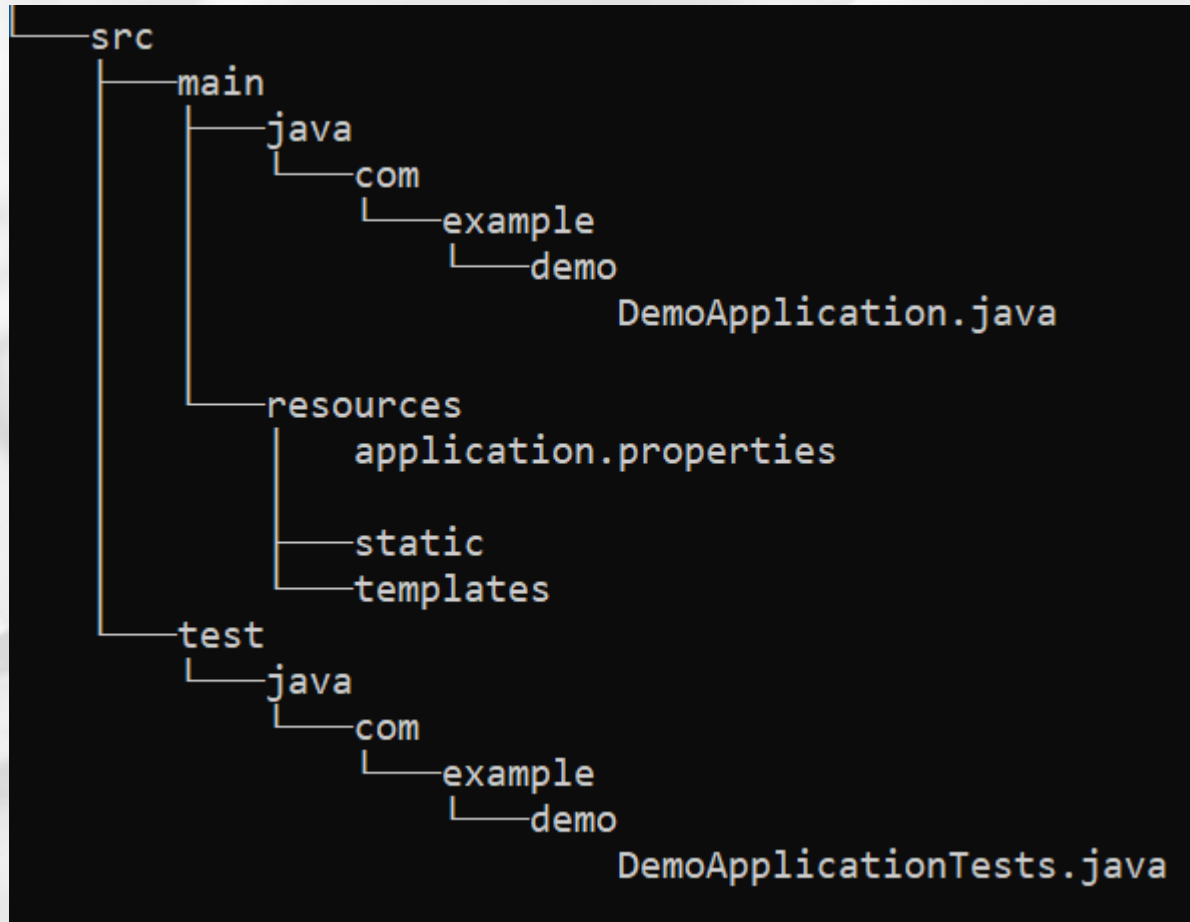 └───src
    ├───main
    │   ├───java
    │   │   └───com
    │   │       └───example
    │   │           └───demo
    │   │                   DemoApplication.java
    │   │
    │   └───resources
    │       │   application.properties
    │       │
    │       ├───static
    │       └───templates
    └───test
        └───java
            └───com
                └───example
                    └───demo
                            DemoApplicationTests.java